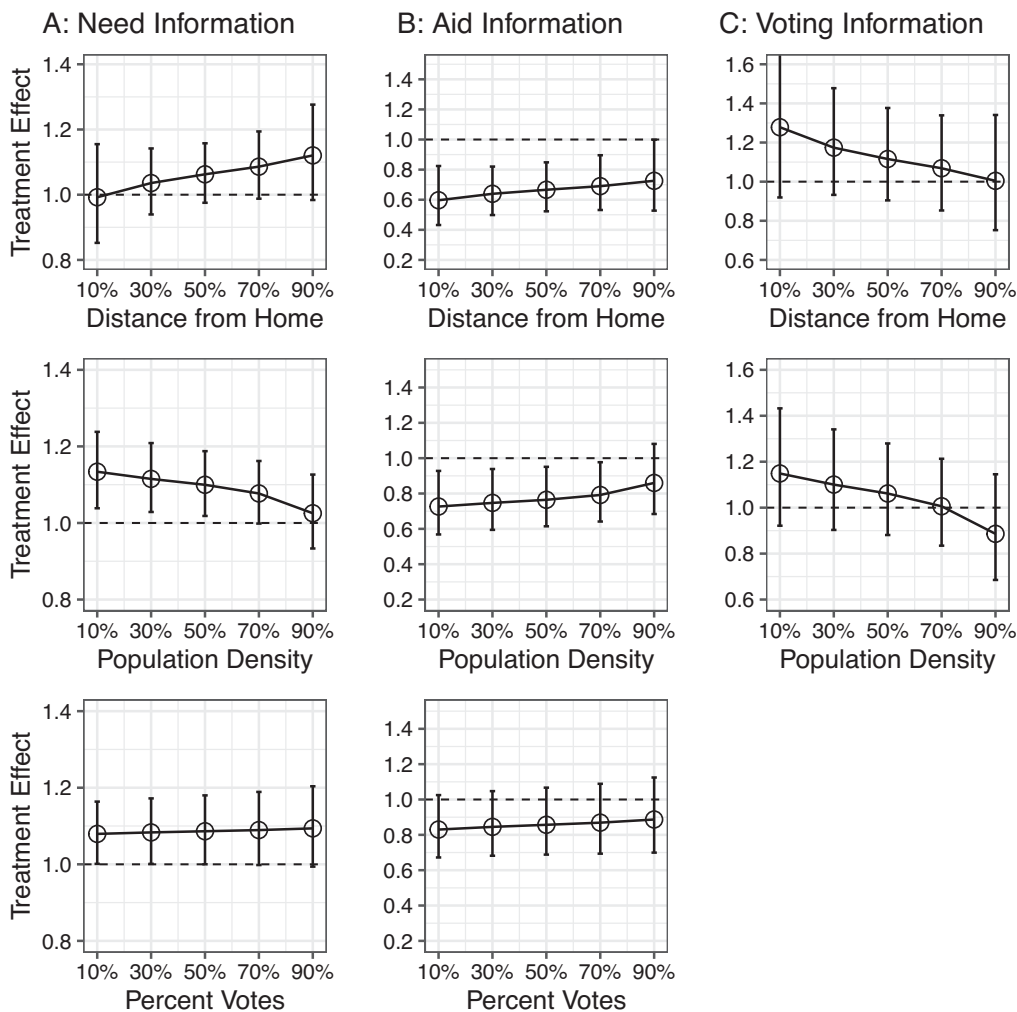 A: Need Information
B: Aid Information
C: Voting Information
Treatment Effect
1.4
1.2
1.0
0.8
10% 30% 50% 70% 90%
Distance from Home
1.4
1.2
1.0
0.8
0.6
0.4
0.2
10% 30% 50% 70% 90%
Distance from Home
1.6
1.4
1.2
1.0
0.8
0.6
10% 30% 50% 70% 90%
Distance from Home
Treatment Effect
1.4
1.2
1.0
0.8
10% 30% 50% 70% 90%
Population Density
1.4
1.2
1.0
0.8
0.6
0.4
0.2
10% 30% 50% 70% 90%
Population Density
1.6
1.4
1.2
1.0
0.8
0.6
10% 30% 50% 70% 90%
Population Density
Treatment Effect
1.4
1.2
1.0
0.8
10% 30% 50% 70% 90%
Percent Votes
1.4
1.2
1.0
0.8
0.6
0.4
0.2
10% 30% 50% 70% 90%
Percent Votes